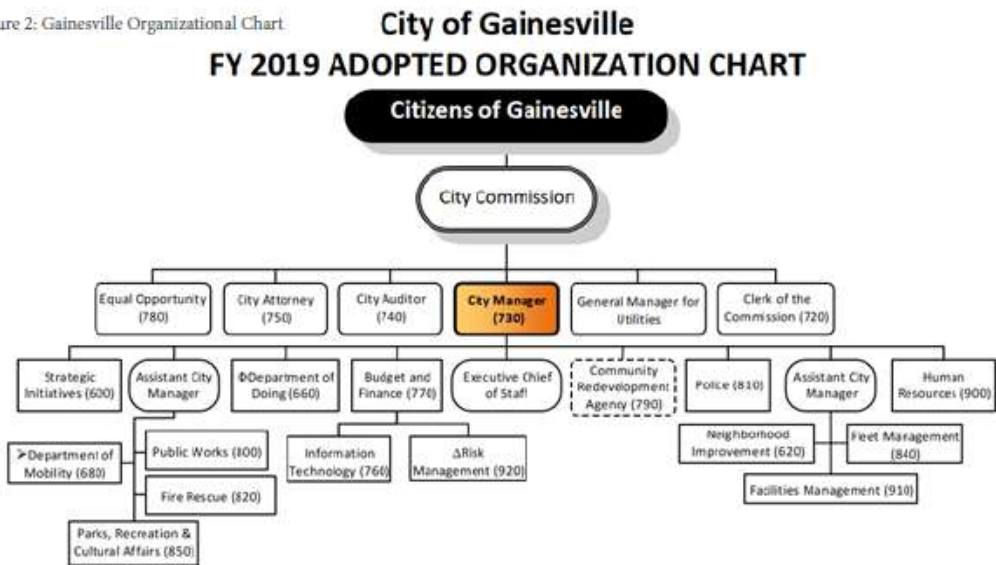 ure 2: Gainesville Organizational Chart
City of Gainesville
FY 2019 ADOPTED ORGANIZATION CHART
Citizens of Gainesville
City Commission
Equal Opportunity
(780)
City Attorney
(750)
City Auditor
(740)
City Manager
(730)
General Manager for
Utilities
Clerk of the
Commission (720)
Strategic
Initiatives (600)
Assistant City
Manager
ΦDepartment of
Doing (660)
Budget and
Finance (770)
Executive Chief
of Staff
Community
Redevelopment
Agency (790)
Police (810)
Assistant City
Manager
Human
Resources (900)
➢Department of
Mobility (680)
Public Works (800)
Fire Rescue (820)
Parks, Recreation &
Cultural Affairs (850)
Information
Technology (760)
ΔRisk
Management (920)
Neighborhood
Improvement (620)
Fleet Management
(840)
Facilities Management (910)